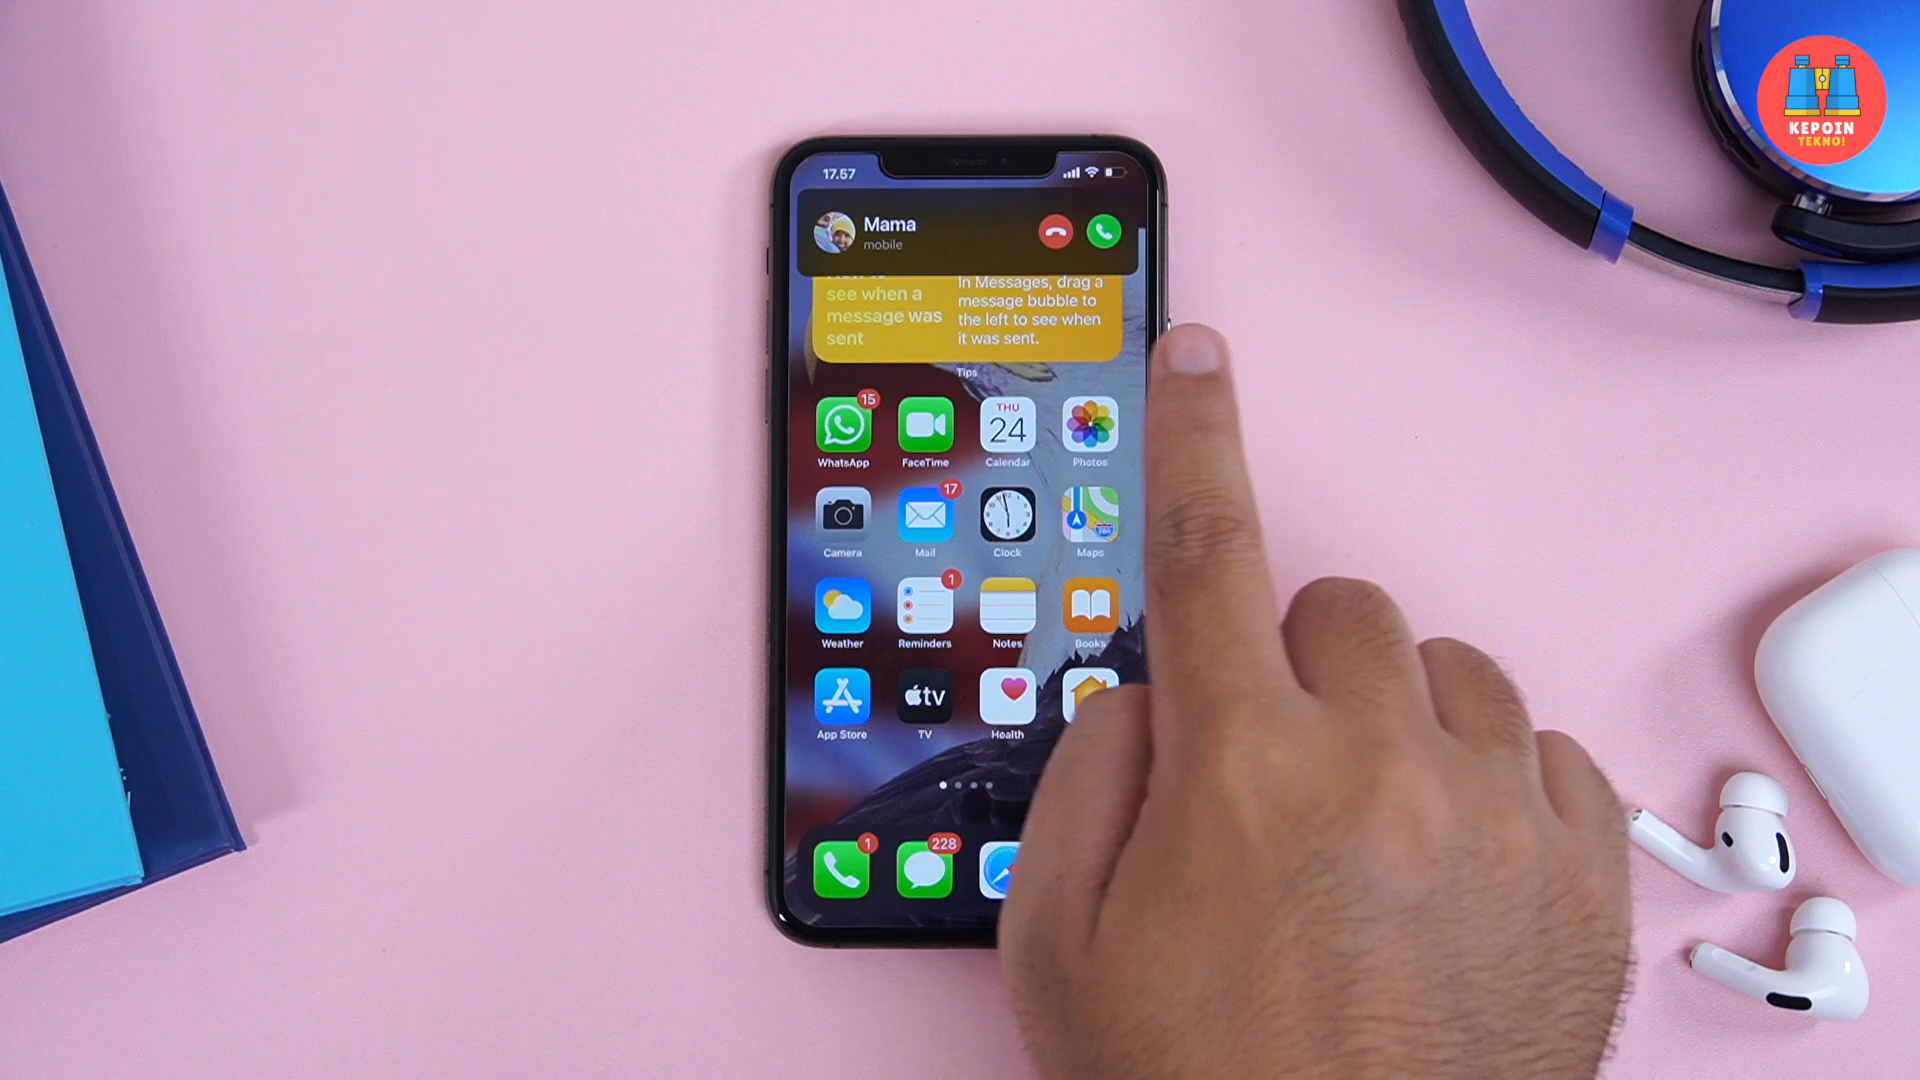 KEPOIN
TEKNO!
17.57
Mama
mobile
see when a
message was
sent
In Messages, drag a
message bubble to
the left to see when
it was sent.
Tips
15
THU
24
WhatsApp
FaceTime
Calendar
Photos
17
Camera
Mail
Clock
Maps
1
Weather
Reminders
Notes
Books
tv
App Store
TV
Health
1
228